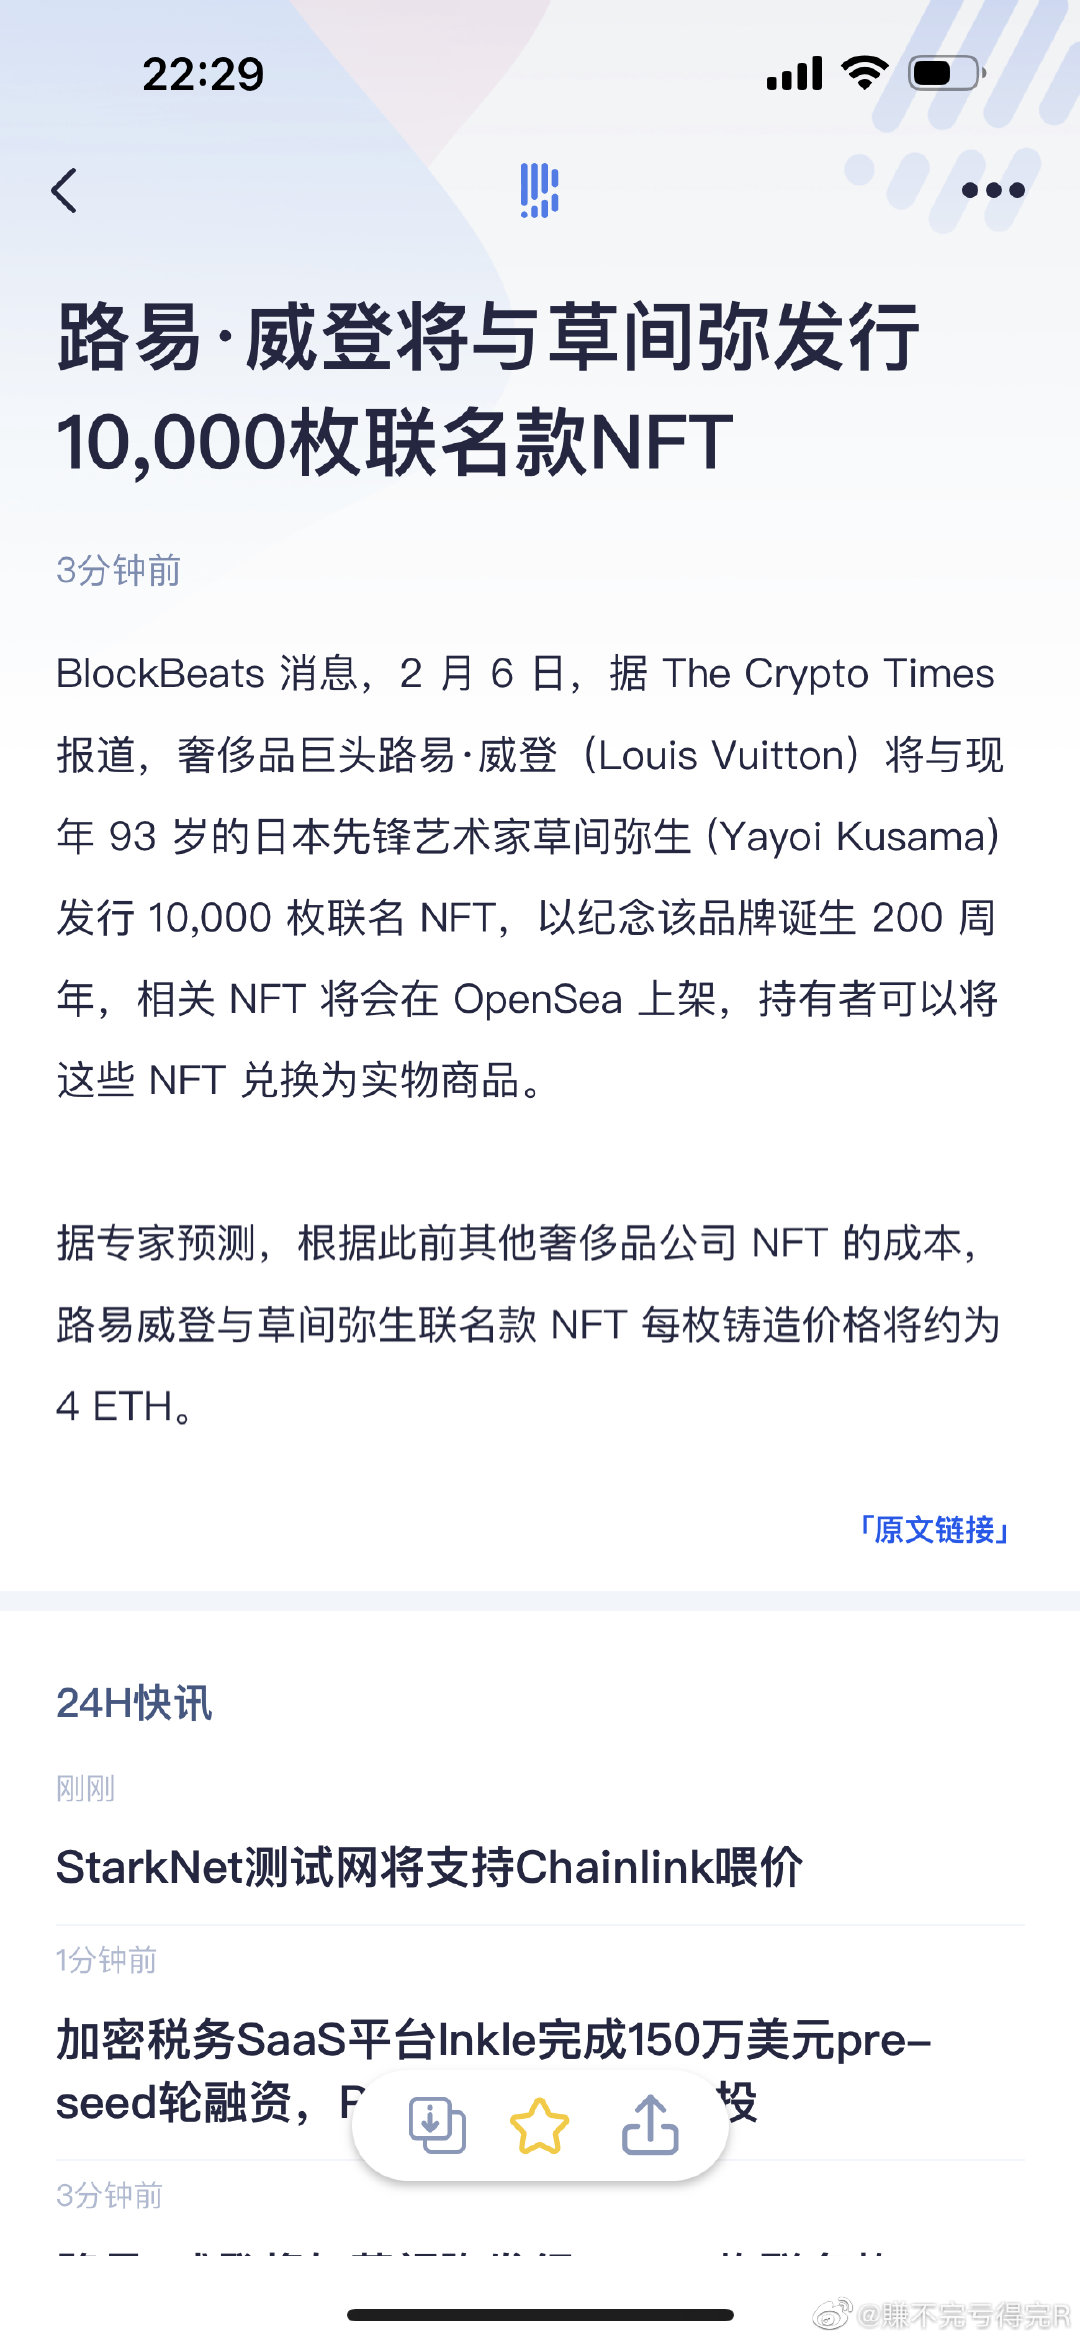 22:29
路易·威登将与草间弥发行
10,000枚联名款NFT
3分钟前
BlockBeats 消息，2 月 6 日，据 The Crypto Times
报道，奢侈品巨头路易·威登（Louis Vuitton）将与现
年 93 岁的日本先锋艺术家草间弥生 (Yayoi Kusama)
发行 10,000 枚联名 NFT，以纪念该品牌诞生 200 周
年，相关 NFT 将会在 OpenSea 上架，持有者可以将
这些 NFT 兑换为实物商品。
据专家预测，根据此前其他奢侈品公司 NFT 的成本，
路易威登与草间弥生联名款 NFT 每枚铸造价格将约为
4 ETH。
「原文链接」
24H快讯
刚刚
StarkNet测试网将支持Chainlink喂价
1分钟前
加密税务SaaS平台Inkle完成150万美元pre-
seed轮融资，投
3分钟前
@赚不完亏得完R